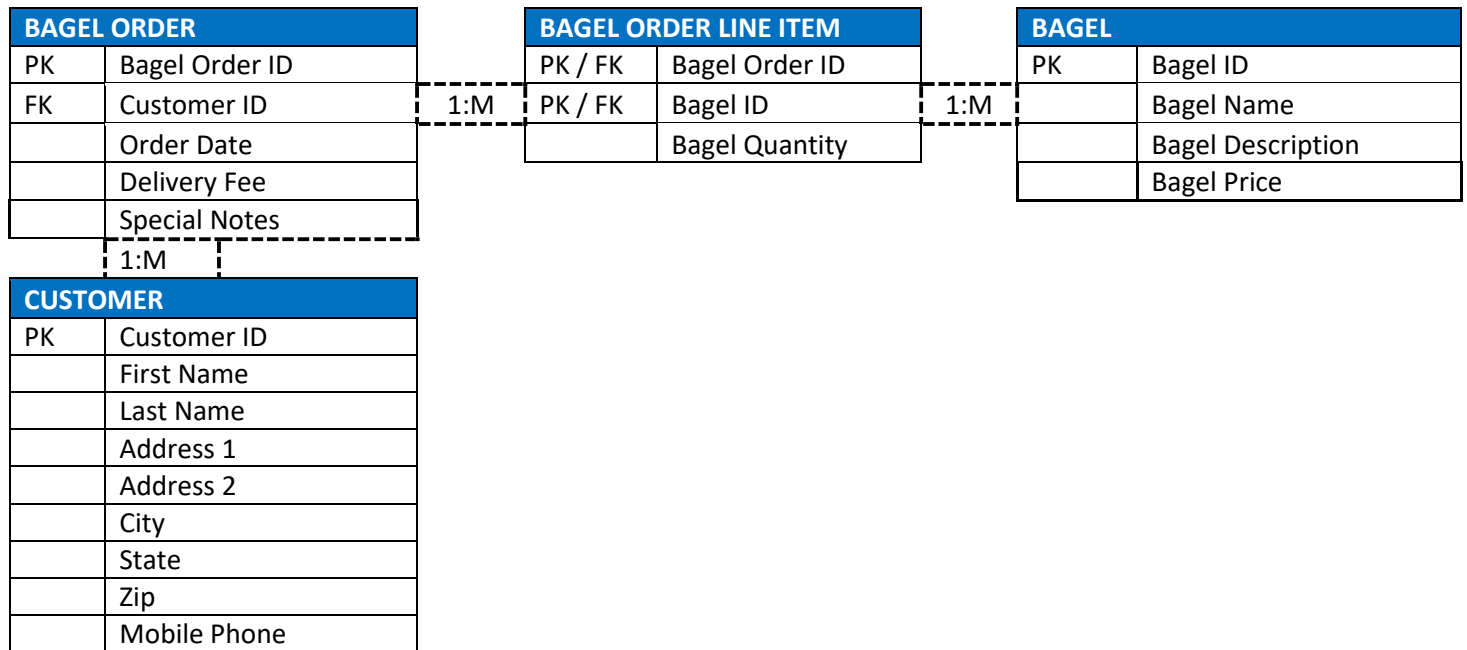 BAGEL ORDER
PK Bagel Order ID
FK Customer ID
Order Date
Delivery Fee
Special Notes
1:M
BAGEL ORDER LINE ITEM
PK / FK Bagel Order ID
PK / FK Bagel ID
Bagel Quantity
1:M
BAGEL
PK Bagel ID
Bagel Name
Bagel Description
Bagel Price
1:M
CUSTOMER
PK Customer ID
First Name
Last Name
Address 1
Address 2
City
State
Zip
Mobile Phone